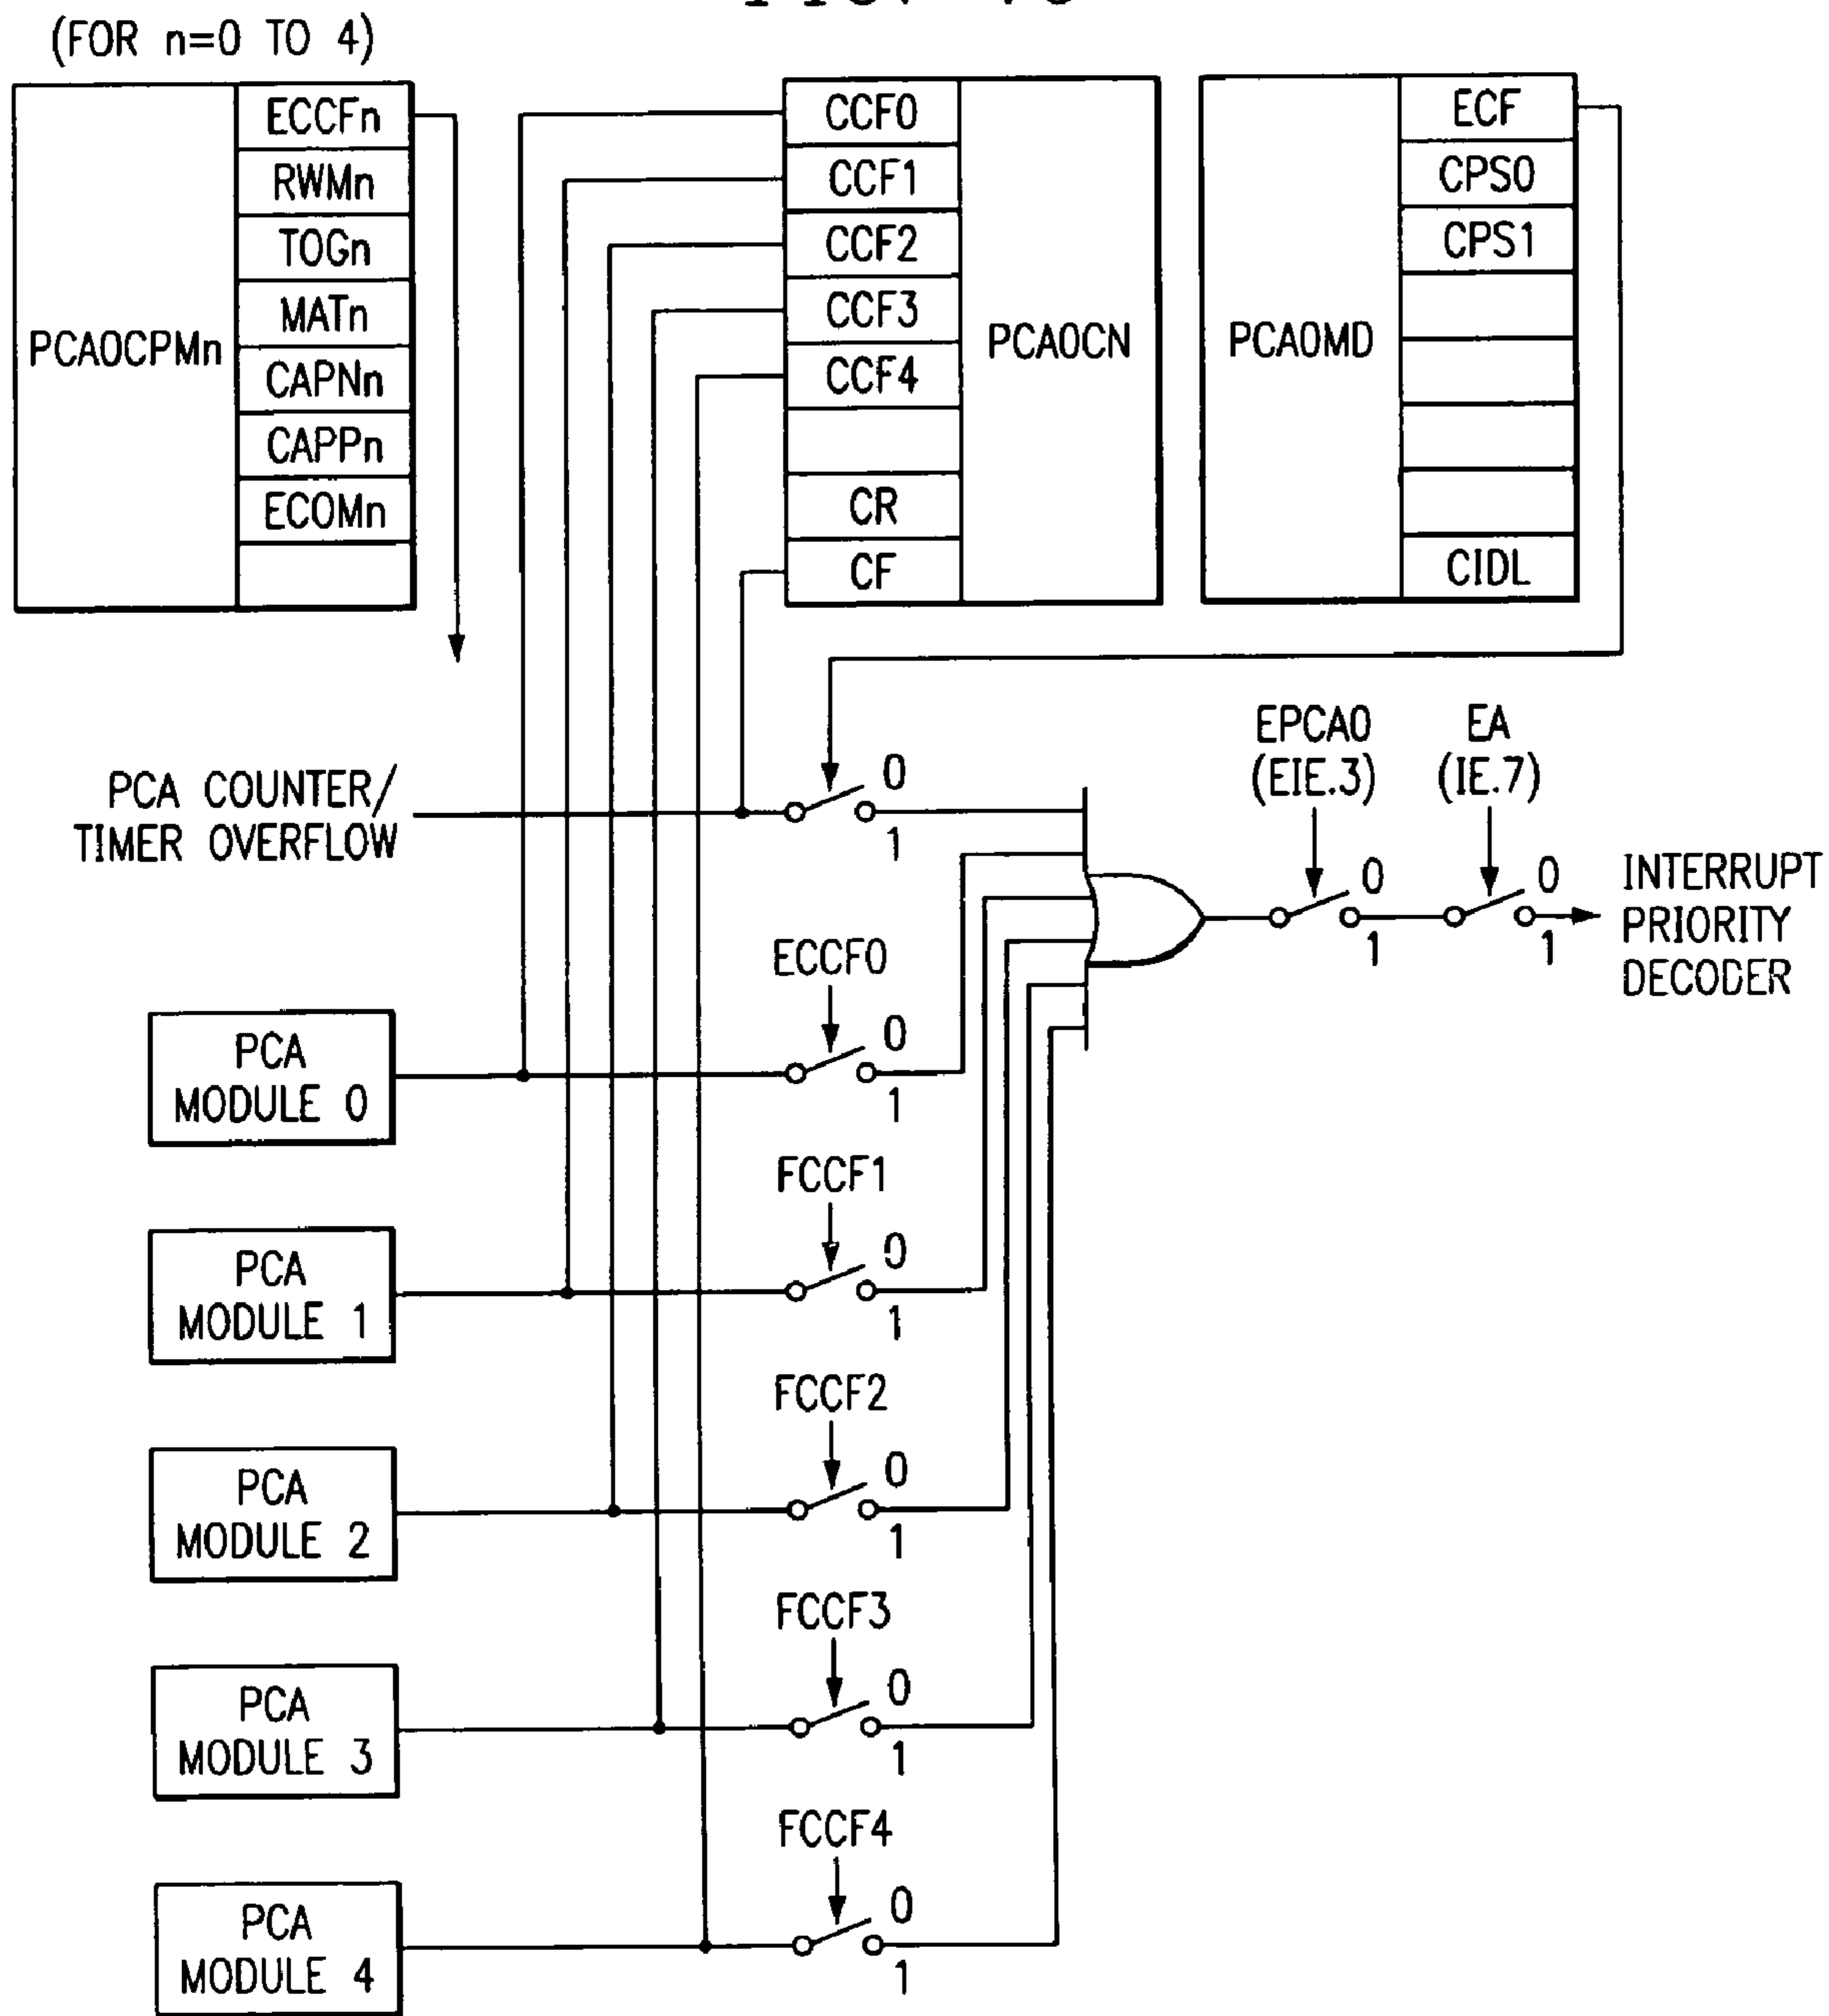 (FOR n=0 TO 4)
PCA0CPMn
ECCFn
RWMn
TOGn
MATn
CAPNn
CAPPn
ECOMn
CCF0
CCF1
CCF2
CCF3
CCF4
CR
CF
PCA0CN
PCA0MD
ECF
CPS0
CPS1
CIDL
PCA COUNTER/
TIMER OVERFLOW
0
1
EPCA0
(EIE.3)
0
1
EA
(IE.7)
0
1
INTERRUPT
PRIORITY
DECODER
ECCF0
0
1
PCA
MODULE 0
FCCF1
0
1
PCA
MODULE 1
FCCF2
0
1
PCA
MODULE 2
FCCF3
0
1
PCA
MODULE 3
FCCF4
0
1
PCA
MODULE 4